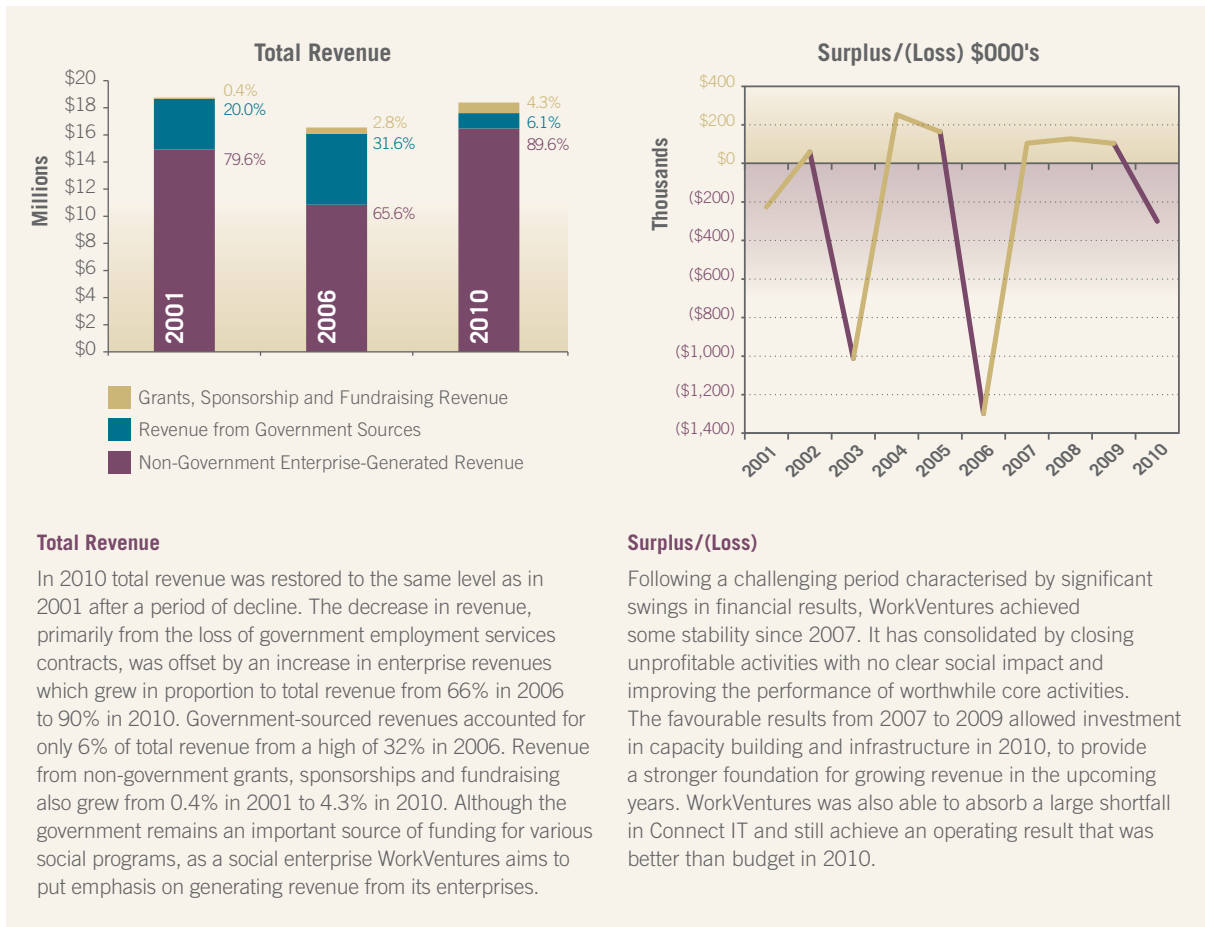 Total Revenue
$20
$18
$16
$14
$12
$10
$8
$6
$4
$2
$0
Millions
0.4%
20.0%
79.6%
2.8%
31.6%
65.6%
4.3%
6.1%
89.6%
2001
2006
2010
Grants, Sponsorship and Fundraising Revenue
Revenue from Government Sources
Non-Government Enterprise-Generated Revenue
Surplus/(Loss) $000's
$400
$200
$0
($200)
($400)
($600)
($800)
($1,000)
($1,200)
($1,400)
Thousands
2001
2002
2003
2004
2005
2006
2007
2008
2009
2010
Total Revenue
In 2010 total revenue was restored to the same level as in
2001 after a period of decline. The decrease in revenue,
primarily from the loss of government employment services
contracts, was offset by an increase in enterprise revenues
which grew in proportion to total revenue from 66% in 2006
to 90% in 2010. Government-sourced revenues accounted for
only 6% of total revenue from a high of 32% in 2006. Revenue
from non-government grants, sponsorships and fundraising
also grew from 0.4% in 2001 to 4.3% in 2010. Although the
government remains an important source of funding for various
social programs, as a social enterprise WorkVentures aims to
put emphasis on generating revenue from its enterprises.
Surplus/(Loss)
Following a challenging period characterised by significant
swings in financial results, WorkVentures achieved
some stability since 2007. It has consolidated by closing
unprofitable activities with no clear social impact and
improving the performance of worthwhile core activities.
The favourable results from 2007 to 2009 allowed investment
in capacity building and infrastructure in 2010, to provide
a stronger foundation for growing revenue in the upcoming
years. WorkVentures was also able to absorb a large shortfall
in Connect IT and still achieve an operating result that was
better than budget in 2010.